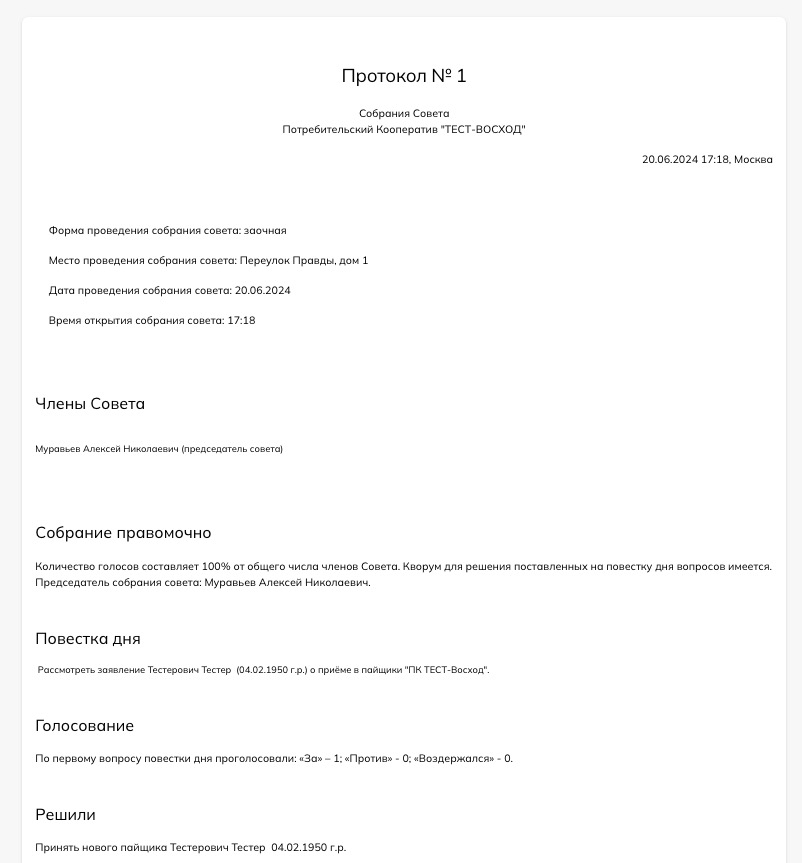 Протокол № 1
Собрания Совета
Потребительский Кооператив "ТЕСТ-ВОСХОД"
20.06.2024 17:18, Москва
Форма проведения собрания совета: заочная
Место проведения собрания совета: Переулок Правды, дом 1
Дата проведения собрания совета: 20.06.2024
Время открытия собрания совета: 17:18
Члены Совета
Муравьев Алексей Николаевич (председатель совета)
Собрание правомочно
Количество голосов составляет 100% от общего числа членов Совета. Кворум для решения поставленных на повестку дня вопросов имеется.
Председатель собрания совета: Муравьев Алексей Николаевич.
Повестка дня
Рассмотреть заявление Тестерович Тестер (04.02.1950 г.р.) о приёме в пайщики "ПК ТЕСТ-Восход".
Голосование
По первому вопросу повестки дня проголосовали: «За» – 1; «Против» - 0; «Воздержался» - 0.
Решили
Принять нового пайщика Тестерович Тестер 04.02.1950 г.р.